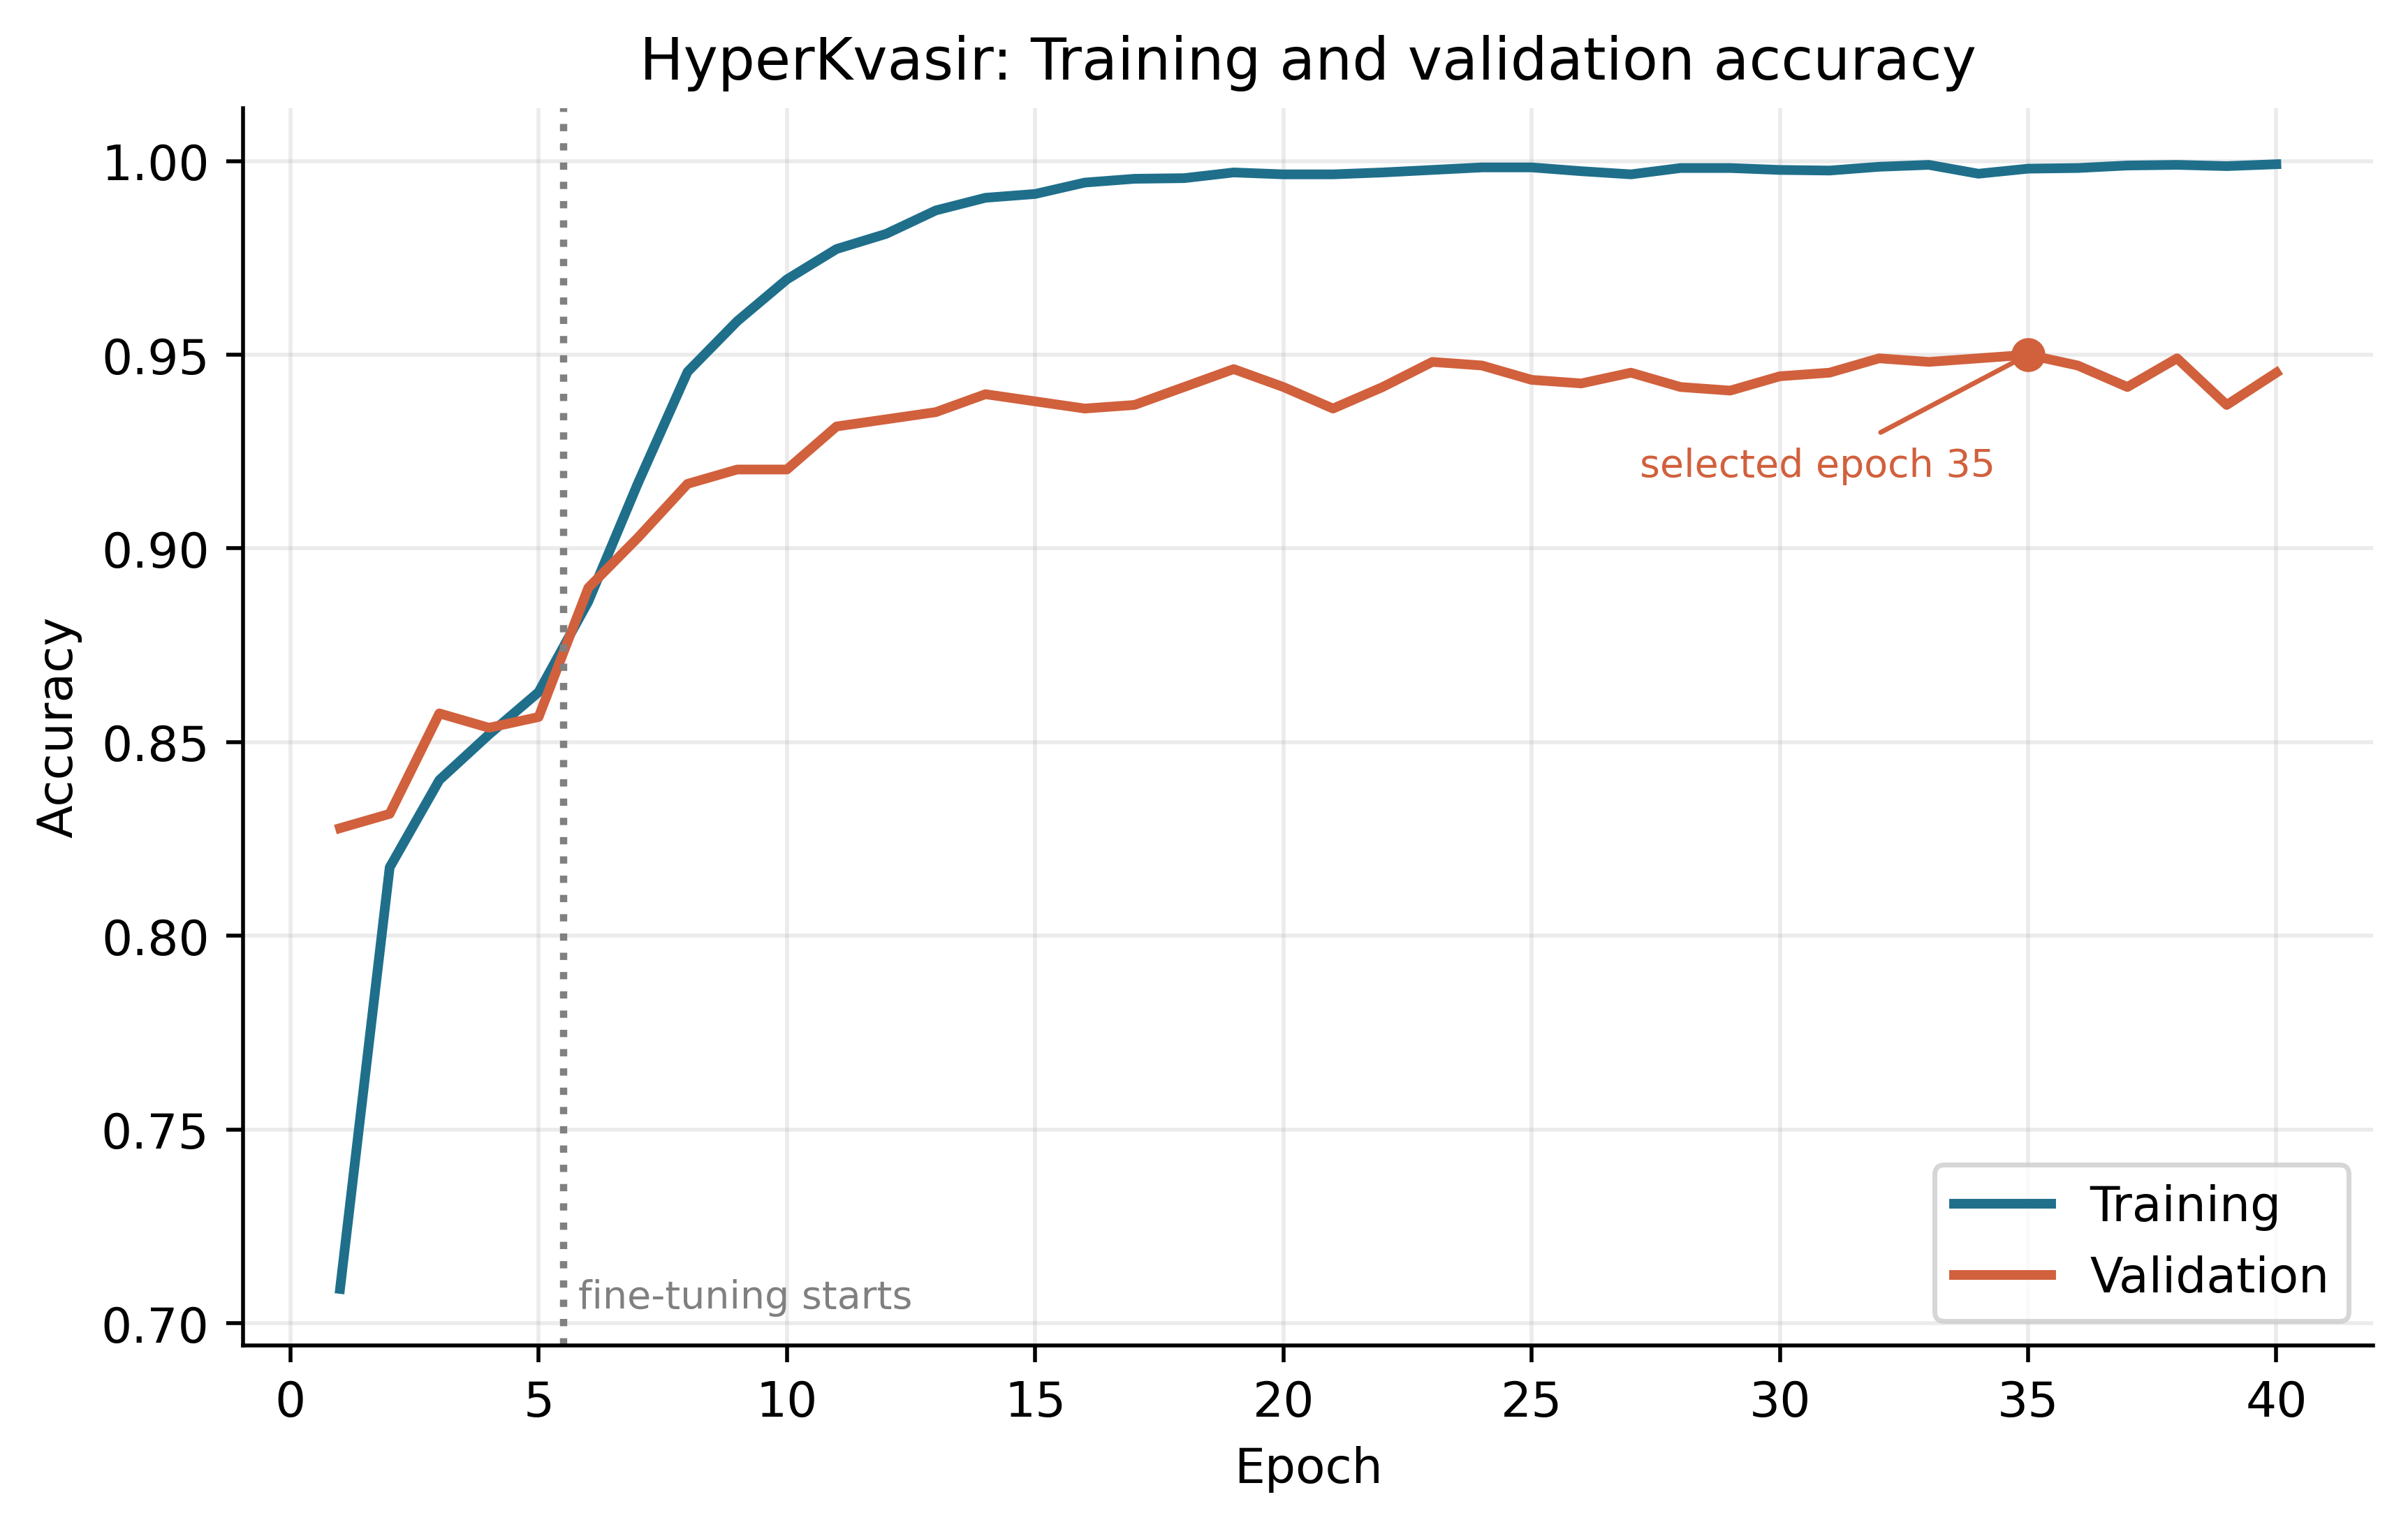 HyperKvasir: Training and validation accuracy
1.00
0.95
0.90
0.85
0.80
0.75
0.70
Accuracy
selected epoch 35
fine-tuning starts
Training
Validation
0 5 10 15 20 25 30 35 40
Epoch